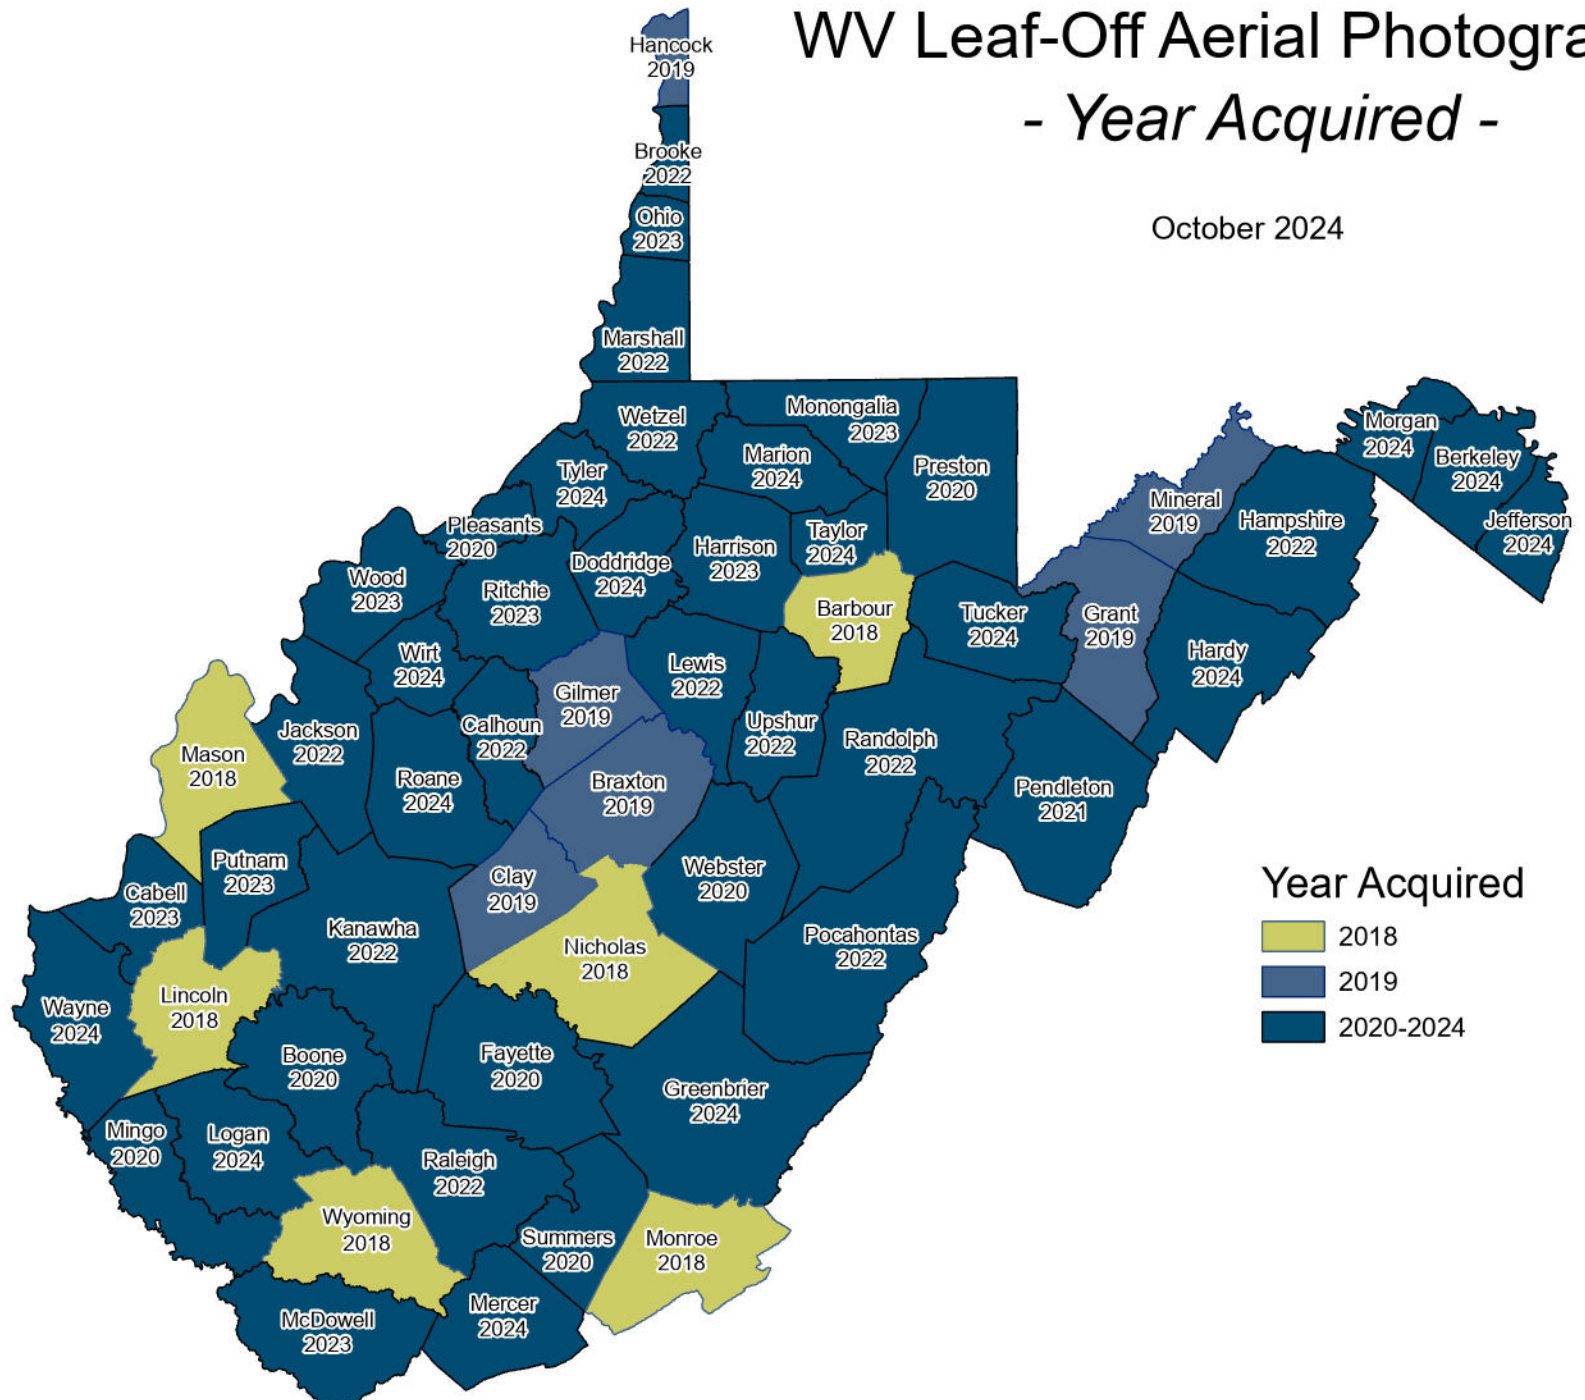 WV Leaf-Off Aerial Photogra
- Year Acquired -
October 2024
Hancock
2019
Brooke
2022
Ohio
2023
Marshall
2022
Wetzel
2022
Monongalia
2023
Marion
2024
Preston
2020
Tyler
2024
Pleasants
2020
Doddridge
2024
Harrison
2023
Taylor
2024
Wood
2023
Ritchie
2023
Barbour
2018
Tucker
2024
Grant
2019
Mineral
2019
Hampshire
2022
Morgan
2024
Berkeley
2024
Jefferson
2024
Hardy
2024
Wirt
2024
Gilmer
2019
Lewis
2022
Upshur
2022
Randolph
2022
Pendleton
2021
Mason
2018
Jackson
2022
Calhoun
2022
Roane
2024
Braxton
2019
Putnam
2023
Cabell
2023
Clay
2019
Webster
2020
Kanawha
2022
Nicholas
2018
Pocahontas
2022
Wayne
2024
Lincoln
2018
Boone
2020
Fayette
2020
Greenbrier
2024
Mingo
2020
Logan
2024
Raleigh
2022
Wyoming
2018
Summers
2020
Monroe
2018
McDowell
2023
Mercer
2024
Year Acquired
2018
2019
2020-2024